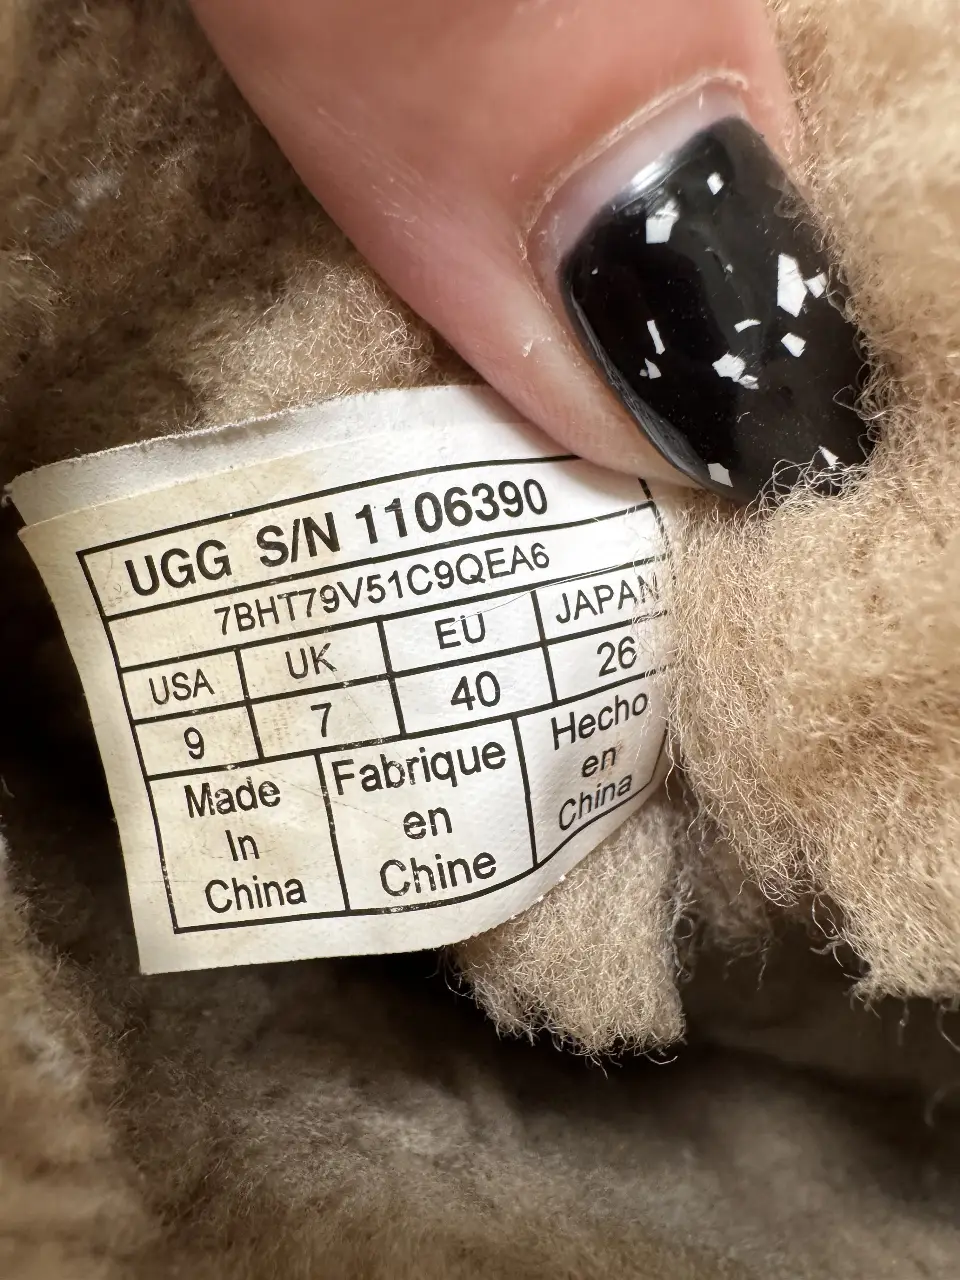 UGG S/N 1106390
7BHT79V51C9QEA6
USA UK EU JAPAN
9 7 40 26
Made In China
Fabrique en Chine
Hecho en China